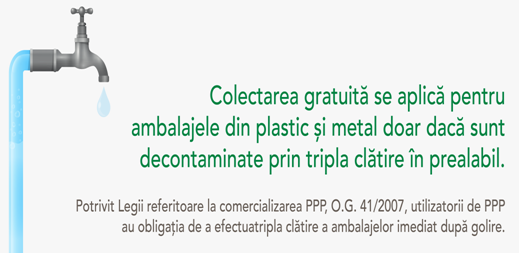 Colectarea gratuită se aplică pentru
ambalajele din plastic și metal doar dacă sunt
decontaminate prin tripla clătire în prealabil.
Potrivit Legii referitoare la comercializarea PPP, O.G. 41/2007, utilizatorii de PPP
au obligația de a efectuatripla clătire a ambalajelor imediat după golire.